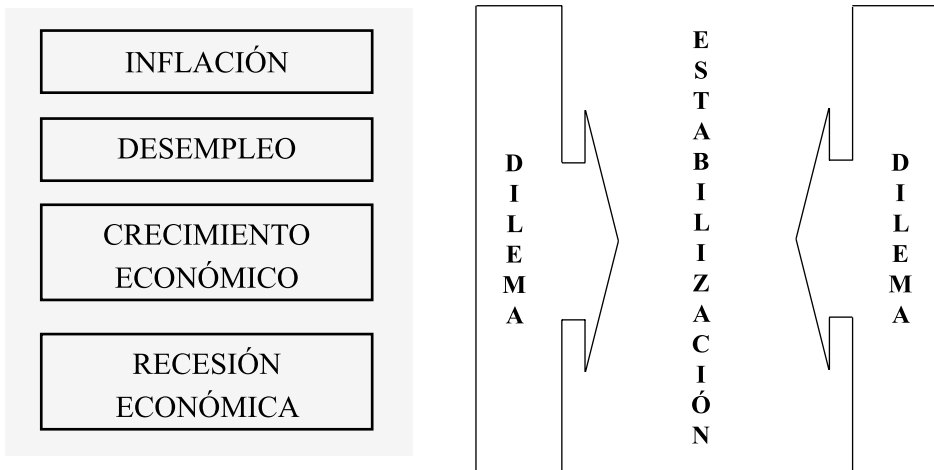 INFLACIÓN
DESEMPLEO
CRECIMIENTO
ECONÓMICO
RECESIÓN
ECONÓMICA
DILEMA
ESTABILIZACIÓN
DILEMA